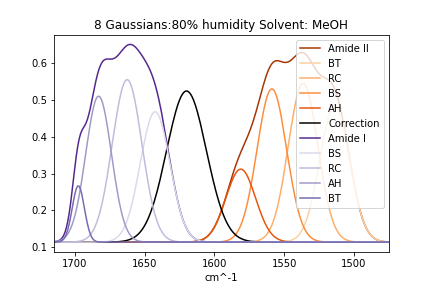 8 Gaussians:80% humidity Solvent: MeOH
0.6
0.5
0.4
0.3
0.2
0.1
1700
1650
1600
1550
1500
cm^-1
Amide II
BT
RC
BS
AH
Correction
Amide I
BS
RC
AH
BT